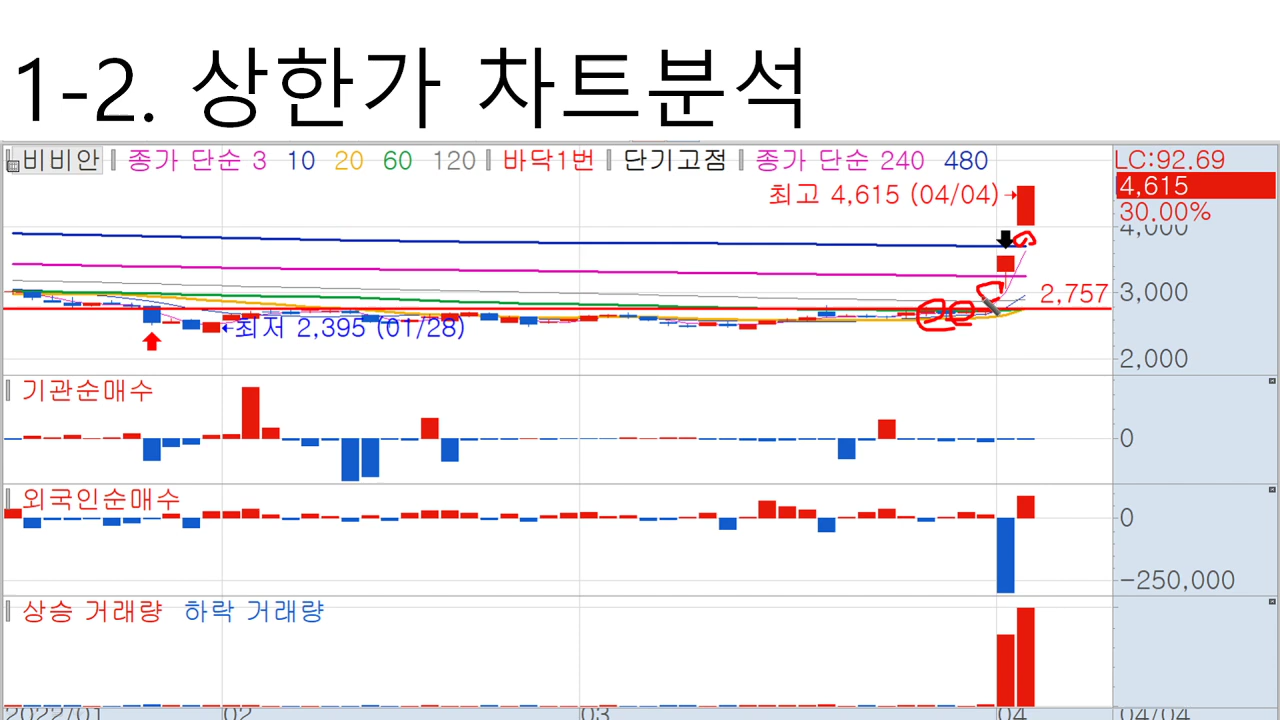 1-2. 상한가 차트분석
비비안 종가 단순 3 10 20 60 120 바닥1번 단기고점 종가 단순 240 480 LC:92.69
최고 4,615 (04/04) 4,615
30.00%
4,000
2,757 3,000
최저 2,395 (01/28)
2,000
기관순매수
0
외국인순매수
0
-250,000
상승 거래량 하락 거래량
2022/01 02 03 04 04/04